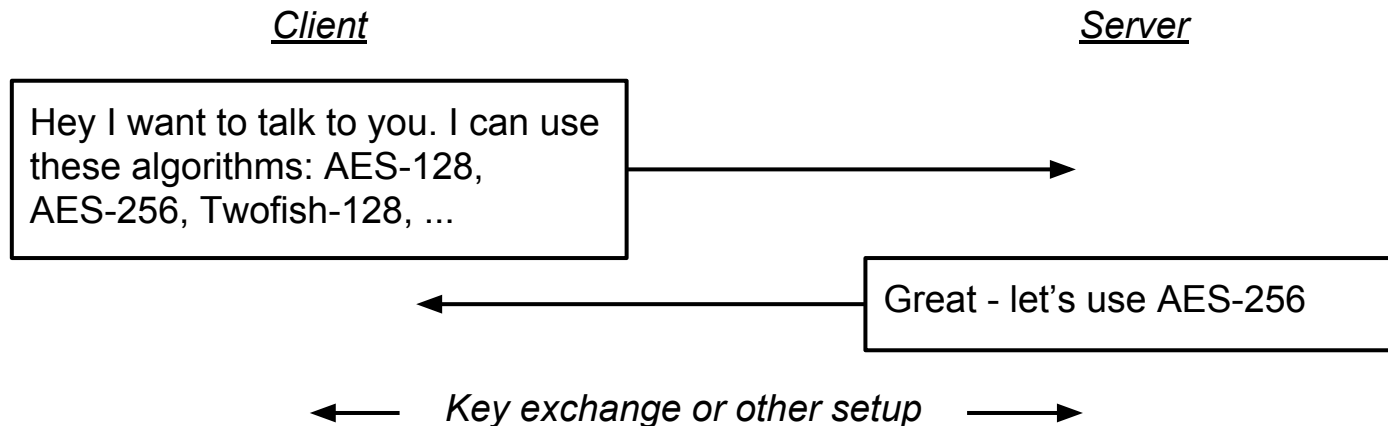 Client
Server
Hey I want to talk to you. I can use
these algorithms: AES-128,
AES-256, Twofish-128, ...
Great - let’s use AES-256
Key exchange or other setup